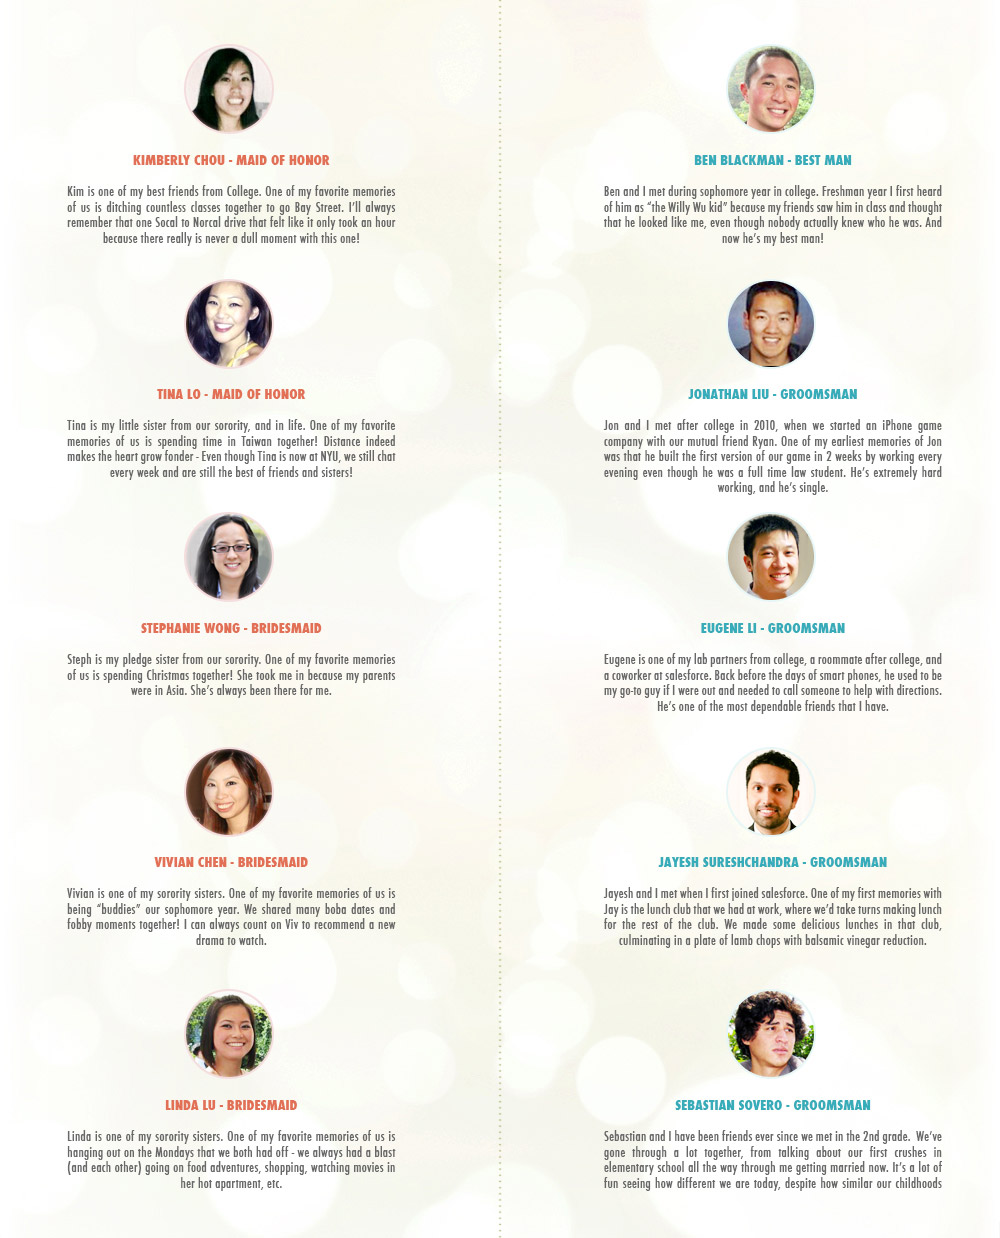 KIMBERLY CHOU - MAID OF HONOR
Kim is one of my best friends from College. One of my favorite memories
of us is ditching countless classes together to go Bay Street. I'll always
remember that one Socal to Norcal drive that felt like it only took an hour
because there really is never a dull moment with this one!
TINA LO - MAID OF HONOR
Tina is my little sister from our sorority, and in life. One of my favorite
memories of us is spending time in Taiwan together! Distance indeed
makes the heart grow fonder - Even though Tina is now at NYU, we still chat
every week and are still the best of friends and sisters!
STEPHANIE WONG - BRIDESMAID
Steph is my pledge sister from our sorority. One of my favorite memories
of us is spending Christmas together! She took me in because my parents
were in Asia. She's always been there for me.
VIVIAN CHEN - BRIDESMAID
Vivian is one of my sorority sisters. One of my favorite memories of us is
being “buddies” our sophomore year. We shared many boba dates and
fobby moments together! I can always count on Viv to recommend a new
drama to watch.
LINDA LU - BRIDESMAID
Linda is one of my sorority sisters. One of my favorite memories of us is
hanging out on the Mondays that we both had off - we always had a blast
(and each other) going on food adventures, shopping, watching movies in
her hot apartment, etc.
BEN BLACKMAN - BEST MAN
Ben and I met during sophomore year in college. Freshman year I first heard
of him as “the Willy Wu kid” because my friends saw him in class and thought
that he looked like me, even though nobody actually knew who he was. And
now he's my best man!
JONATHAN LIU - GROOMSMAN
Jon and I met after college in 2010, when we started an iPhone game
company with our mutual friend Ryan. One of my earliest memories of Jon
was that he built the first version of our game in 2 weeks by working every
evening even though he was a full time law student. He's extremely hard
working, and he's single.
EUGENE LI - GROOMSMAN
Eugene is one of my lab partners from college, a roommate after college, and
a coworker at salesforce. Back before the days of smart phones, he used to be
my go-to guy if I were out and needed to call someone to help with directions.
He's one of the most dependable friends that I have.
JAYESH SURESHCHANDRA - GROOMSMAN
Jayesh and I met when I first joined salesforce. One of my first memories with
Jay is the lunch club that we had at work, where we'd take turns making lunch
for the rest of the club. We made some delicious lunches in that club,
culminating in a plate of lamb chops with balsamic vinegar reduction.
SEBASTIAN SOVERO - GROOMSMAN
Sebastian and I have been friends ever since we met in the 2nd grade. We've
gone through a lot together, from talking about our first crushes in
elementary school all the way through me getting married now. It's a lot of
fun seeing how different we are today, despite how similar our childhoods